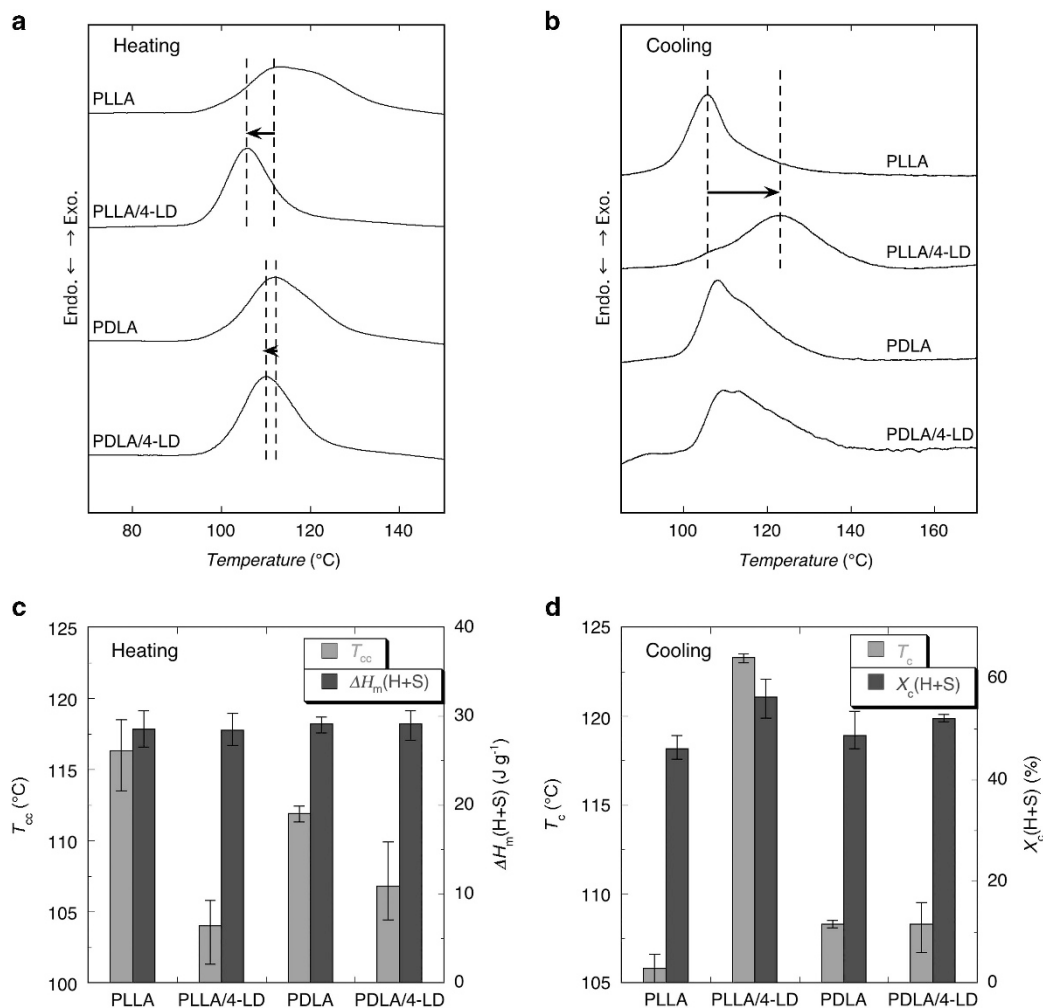 a
Heating
PLLA
PLLA/4-LD
PDLA
PDLA/4-LD
Endo. ← → Exo.
80 100 120 140
Temperature (°C)
b
Cooling
PLLA
PLLA/4-LD
PDLA
PDLA/4-LD
Endo. ← → Exo.
100 120 140 160
Temperature (°C)
c
Heating
Tcc
ΔHm(H+S)
125
120
115
110
105
100
Tcc (°C)
40
30
20
10
0
ΔHm(H+S) (J g-1)
PLLA PLLA/4-LD PDLA PDLA/4-LD
d
Cooling
Tc
Xc(H+S)
125
120
115
110
105
Tc (°C)
60
40
20
0
Xc(H+S) (%)
PLLA PLLA/4-LD PDLA PDLA/4-LD